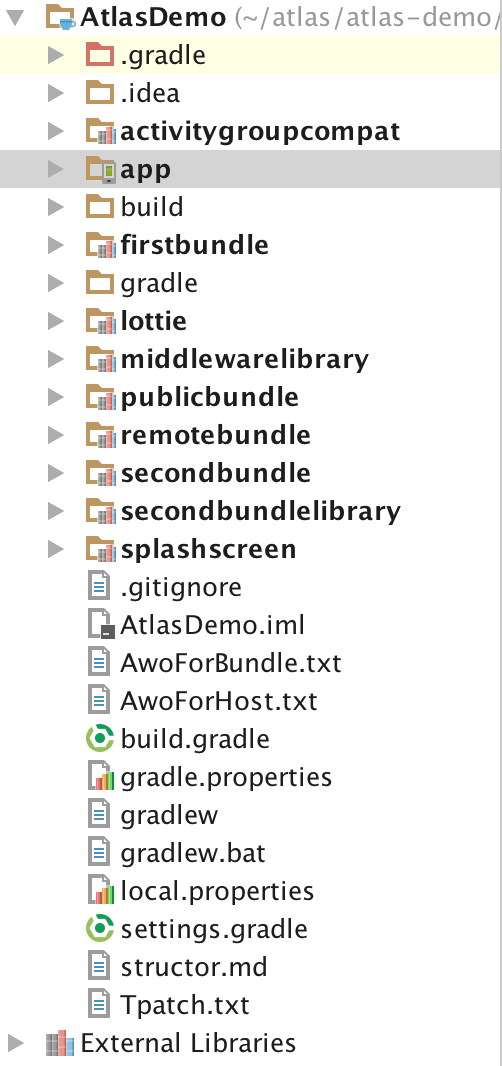 AtlasDemo (~/atlas/atlas-demo/
.gradle
.idea
activitygroupcompat
app
build
firstbundle
gradle
lottie
middlewarelibrary
publicbundle
remotebundle
secondbundle
secondbundlelibrary
splashscreen
.gitignore
AtlasDemo.iml
AwoForBundle.txt
AwoForHost.txt
build.gradle
gradle.properties
gradlew
gradlew.bat
local.properties
settings.gradle
structor.md
Tpatch.txt
External Libraries